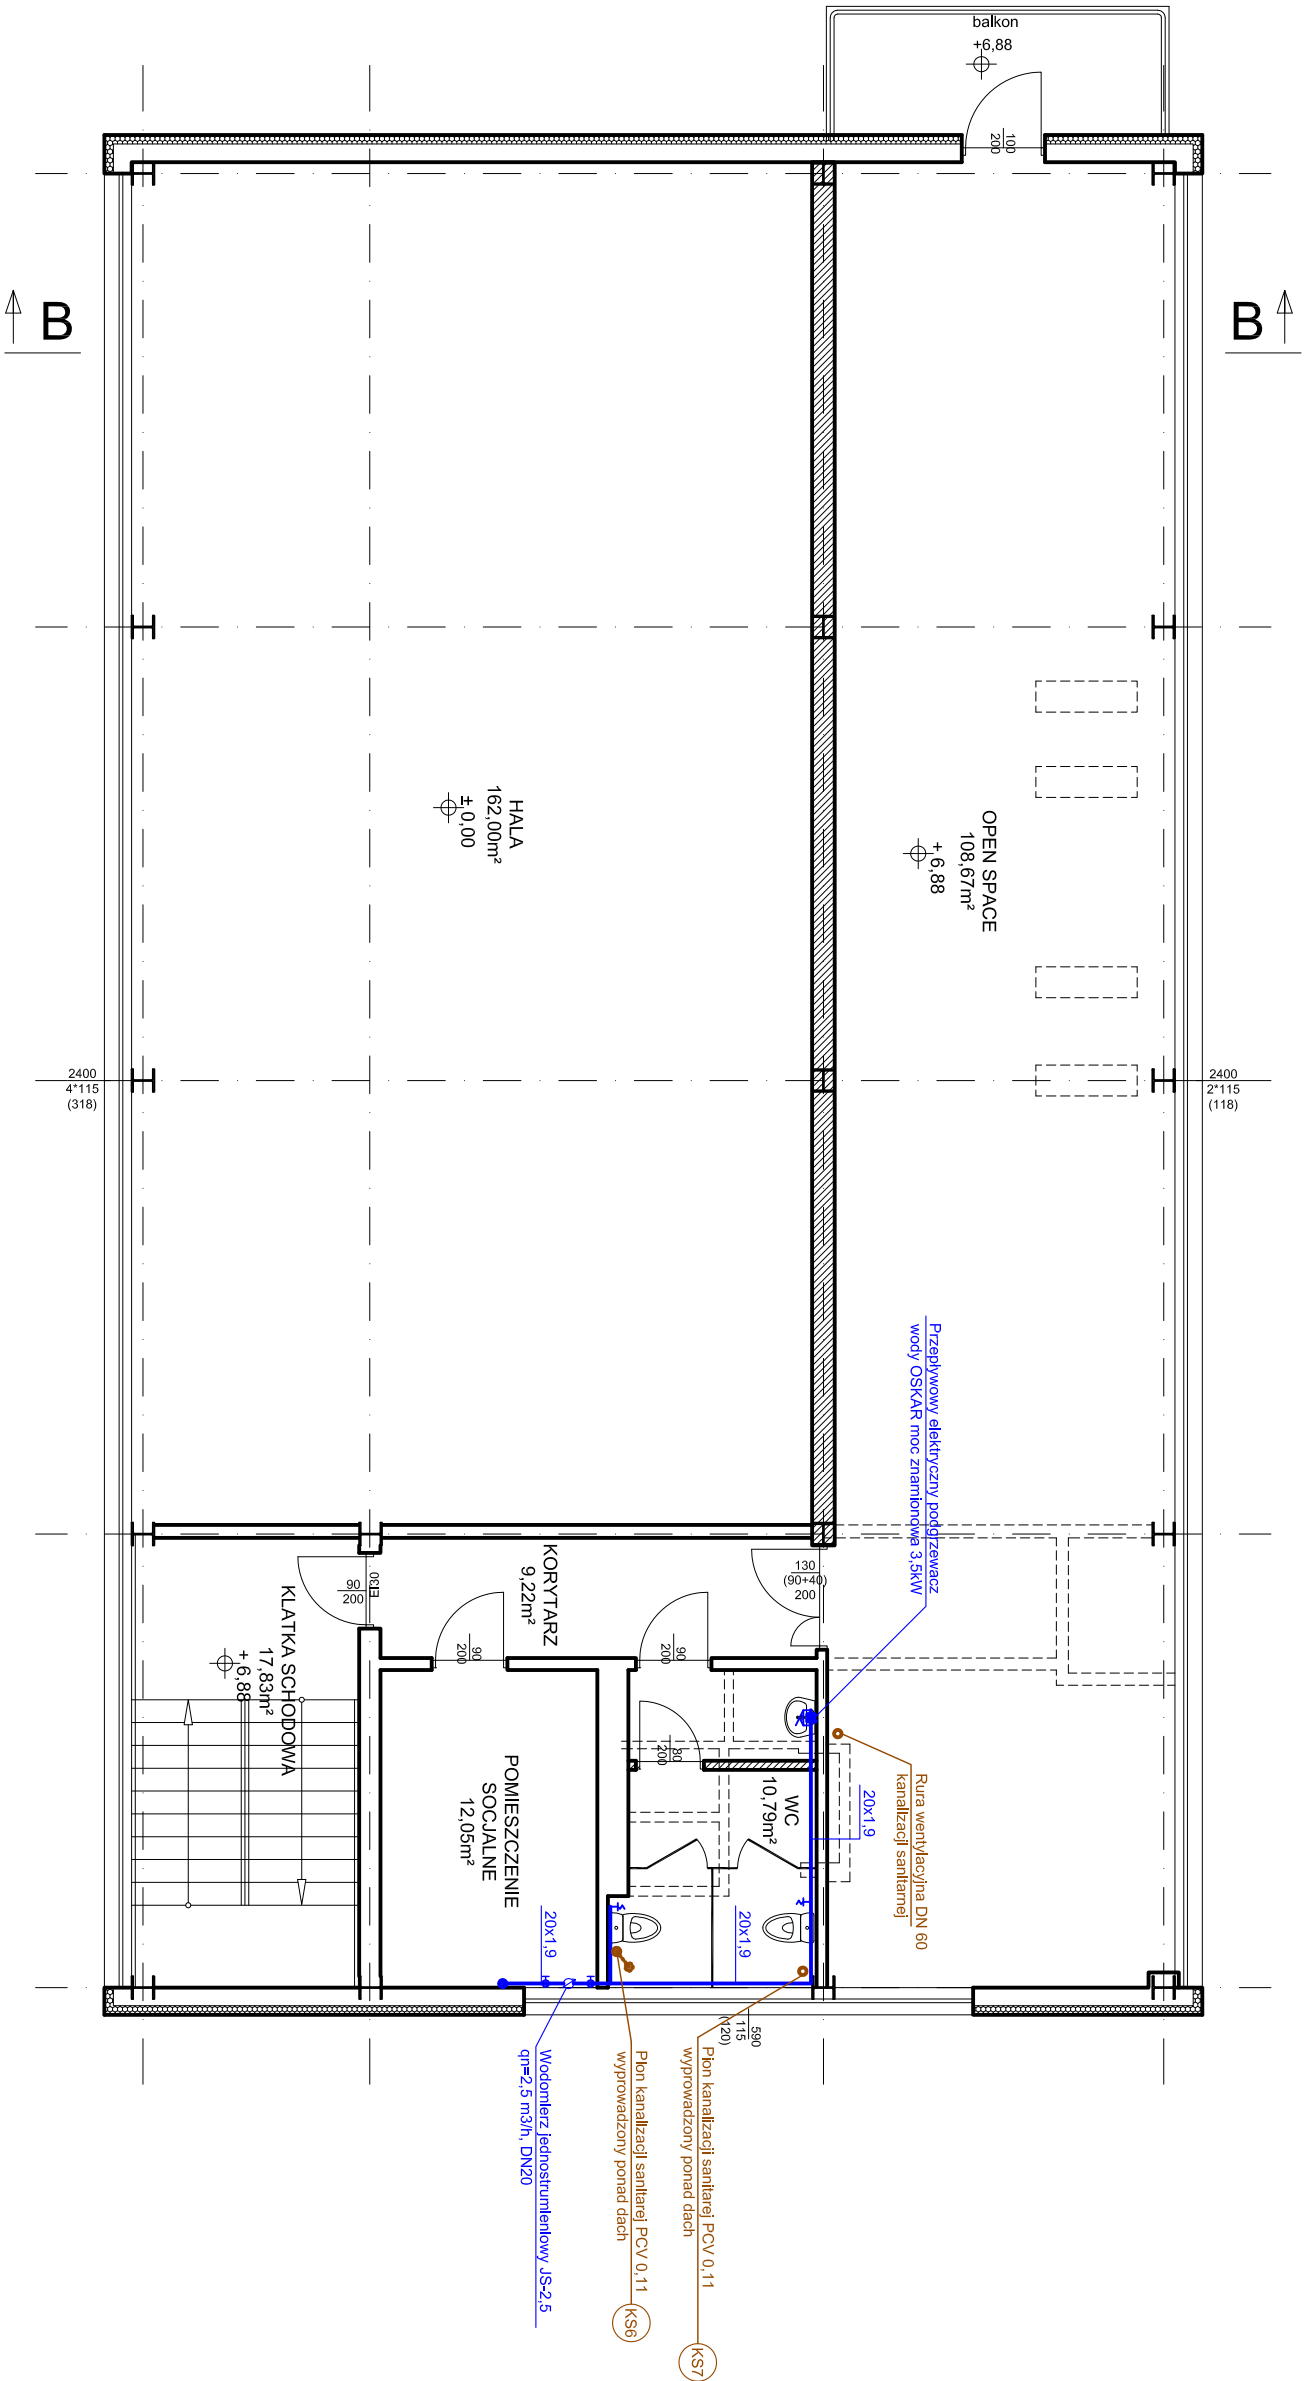 balkon
+6,88
100
200
B
B
HALA
162,00m²
± 0,00
OPEN SPACE
108,67m²
+ 6,88
2400
4*115
(318)
2400
2*115
(118)
Przepływowy elektryczny podgrzewacz
wody OSKAR moc znamionowa 3,5kW
130
(90+40)
200
KORYTARZ
9,22m²
EI30
90
200
KLATKA SCHODOWA
17,83m²
+ 6,88
90
200
90
200
80
200
WC
10,79m²
POMIESZCZENIE
SOCJALNE
12,05m²
20x1,9
20x1,9
20x1,9
Rura wentylacyjna DN 60
kanalizacji sanitarnej
590
115
(120)
Pion kanalizacji sanitarej PCV 0,11
wyprowadzony ponad dach
KS7
Pion kanalizacji sanitarej PCV 0,11
wyprowadzony ponad dach
KS6
Wodomierz jednostrumieniowy JS-2,5
qn=2,5 m3/h, DN20